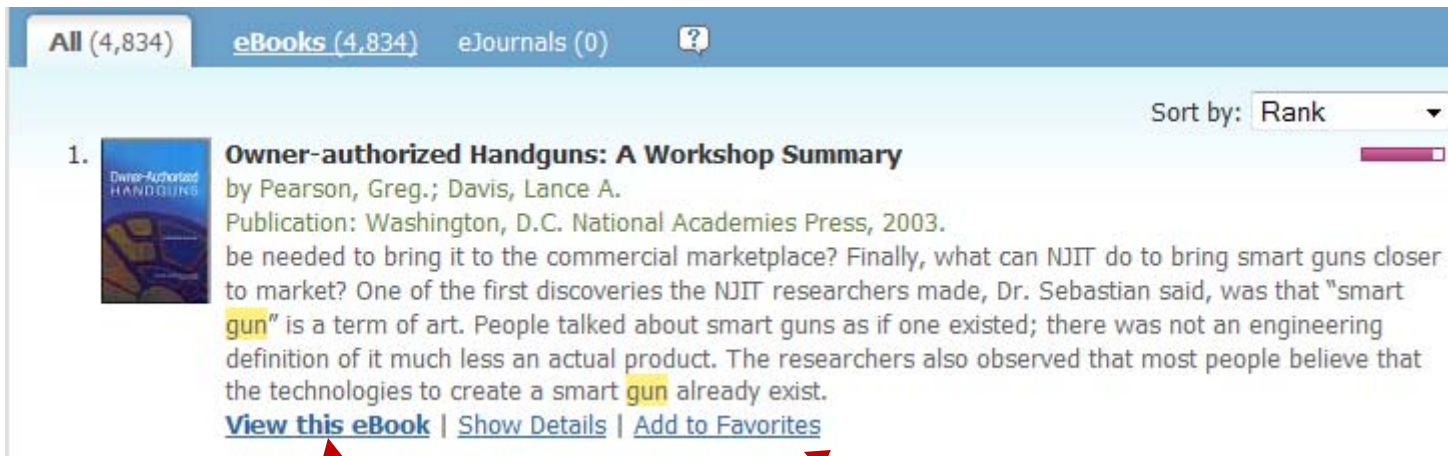 All (4,834) eBooks (4,834) eJournals (0) ?
Sort by: Rank
1.
Owner-Authorized
HANDGUNS
Owner-authorized Handguns: A Workshop Summary
by Pearson, Greg.; Davis, Lance A.
Publication: Washington, D.C. National Academies Press, 2003.
be needed to bring it to the commercial marketplace? Finally, what can NJIT do to bring smart guns closer
to market? One of the first discoveries the NJIT researchers made, Dr. Sebastian said, was that “smart
gun” is a term of art. People talked about smart guns as if one existed; there was not an engineering
definition of it much less an actual product. The researchers also observed that most people believe that
the technologies to create a smart gun already exist.
View this eBook | Show Details | Add to Favorites